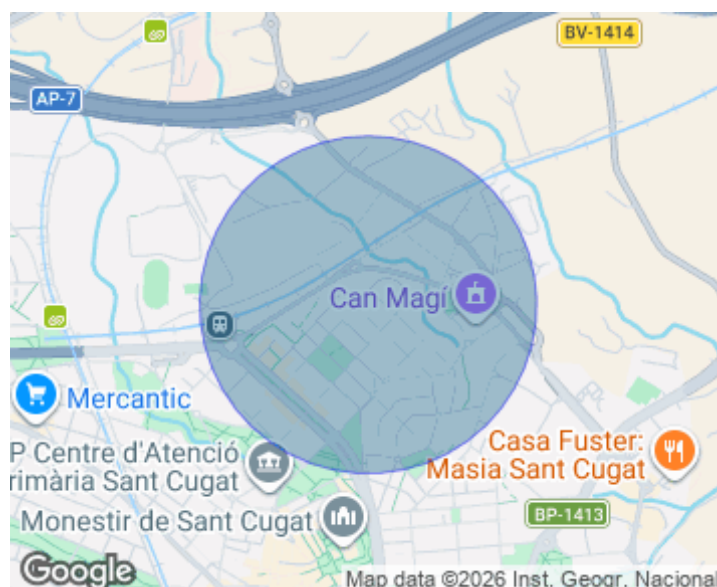 BV-1414
AP-7
Can Magí
Mercantic
P Centre d'Atenció
rimària Sant Cugat
Casa Fuster:
Masia Sant Cugat
Monestir de Sant Cugat
BP-1413
Google
Map data ©2026 Inst. Geogr. Nacional